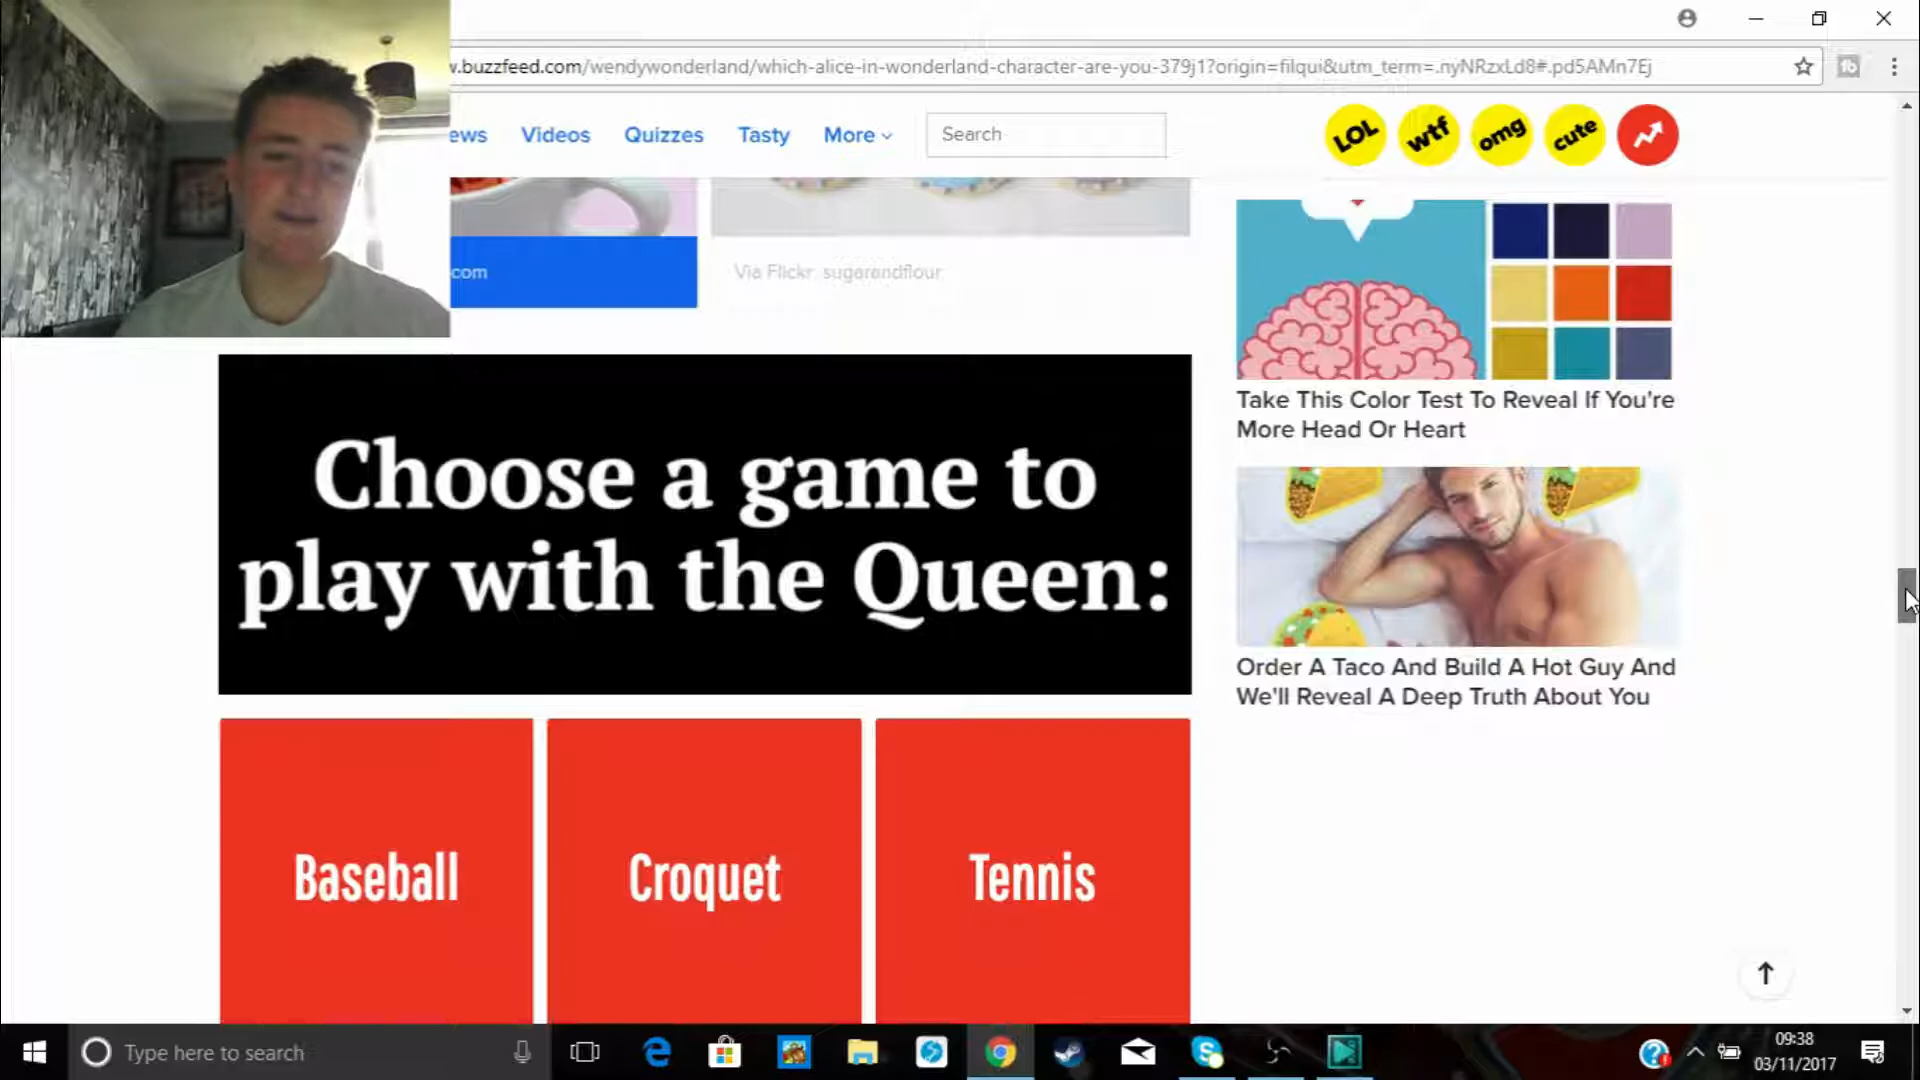 w.buzzfeed.com/wendywonderland/which-alice-in-wonderland-character-are-you-379j1?origin=filqui&utm_term=.nyNRzxLd8#.pd5AMn7Ej
ews Videos Quizzes Tasty More Search
LOL wtf omg cute
com
Via Flickr: sugarandflour
Take This Color Test To Reveal If You're
More Head Or Heart
Choose a game to
play with the Queen:
Order A Taco And Build A Hot Guy And
We'll Reveal A Deep Truth About You
Baseball Croquet Tennis
Type here to search
09:38
03/11/2017